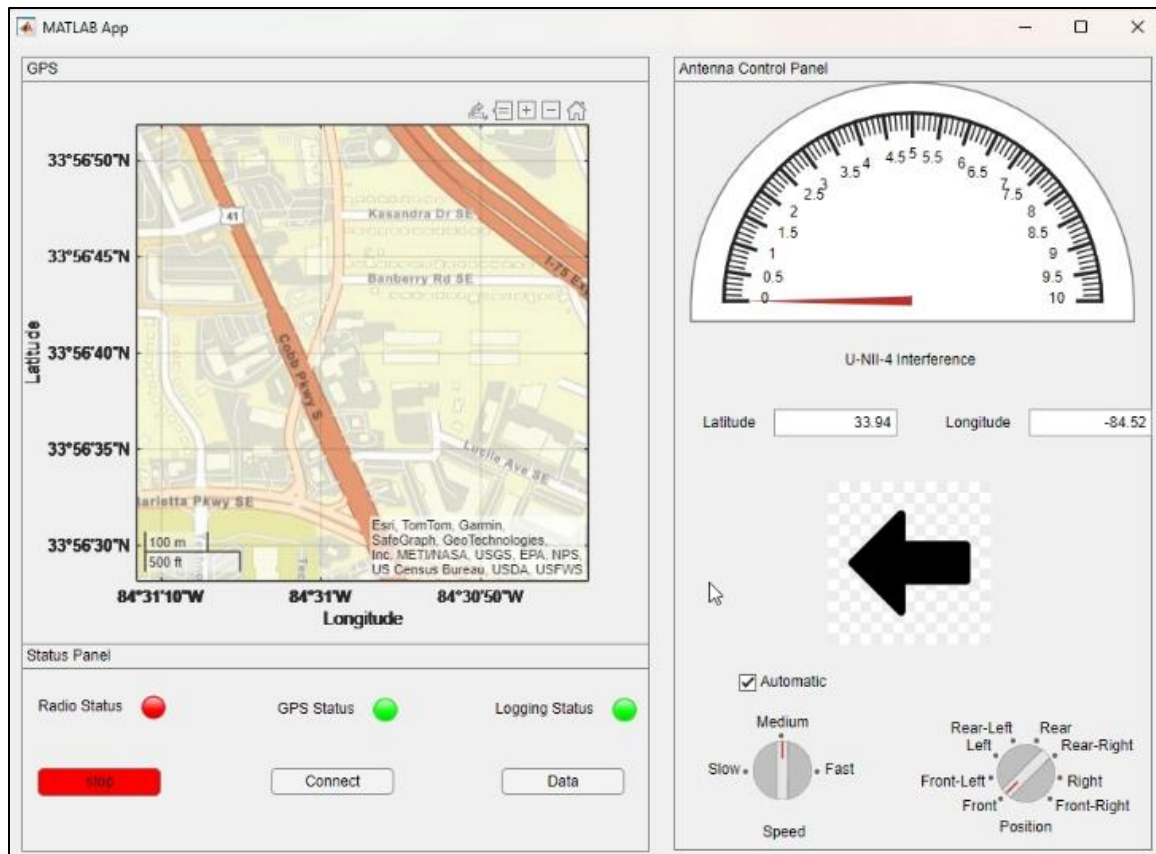 MATLAB App
GPS
33°56'50"N
33°56'45"N
33°56'40"N
33°56'35"N
33°56'30"N
Latitude
41
Kasandra Dr SE
Banberry Rd SE
I-75 Ex
Cobb Pkwy S
Lucile Ave SE
arietta Pkwy SE
100 m
500 ft
Esri, TomTom, Garmin,
SafeGraph, GeoTechnologies,
Inc, METI/NASA, USGS, EPA, NPS,
US Census Bureau, USDA, USFWS
84°31'10"W 84°31'W 84°30'50"W
Longitude
Status Panel
Radio Status GPS Status Logging Status
stop Connect Data
Antenna Control Panel
0 0.5 1 1.5 2 2.5 3 3.5 4 4.5 5 5.5 6 6.5 7 7.5 8 8.5 9 9.5 10
U-NII-4 Interference
Latitude 33.94 Longitude -84.52
Automatic
Slow Medium Fast
Speed
Front Front-Left Left Rear-Left Rear Rear-Right Right Front-Right
Position